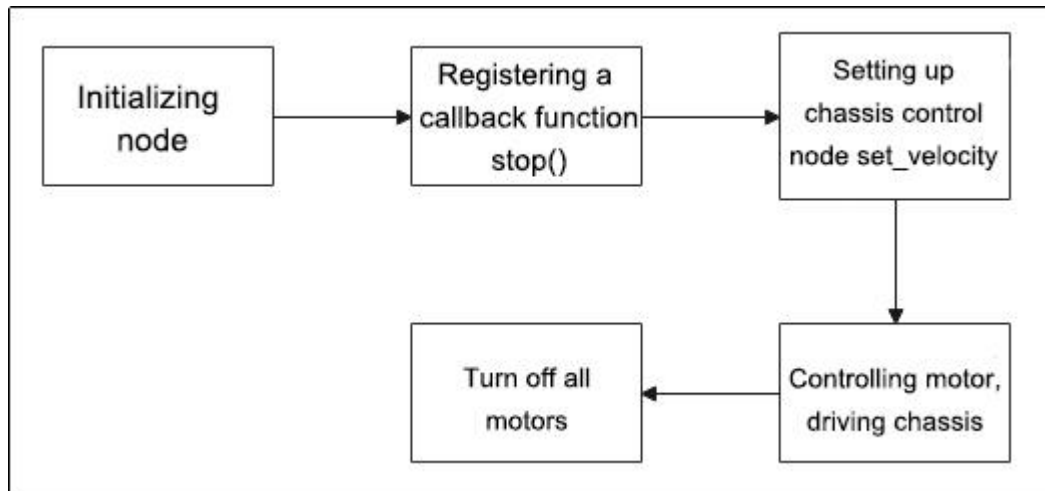 Initializing
node
Registering a
callback function
stop()
Setting up
chassis control
node set_velocity
Controlling motor,
driving chassis
Turn off all
motors